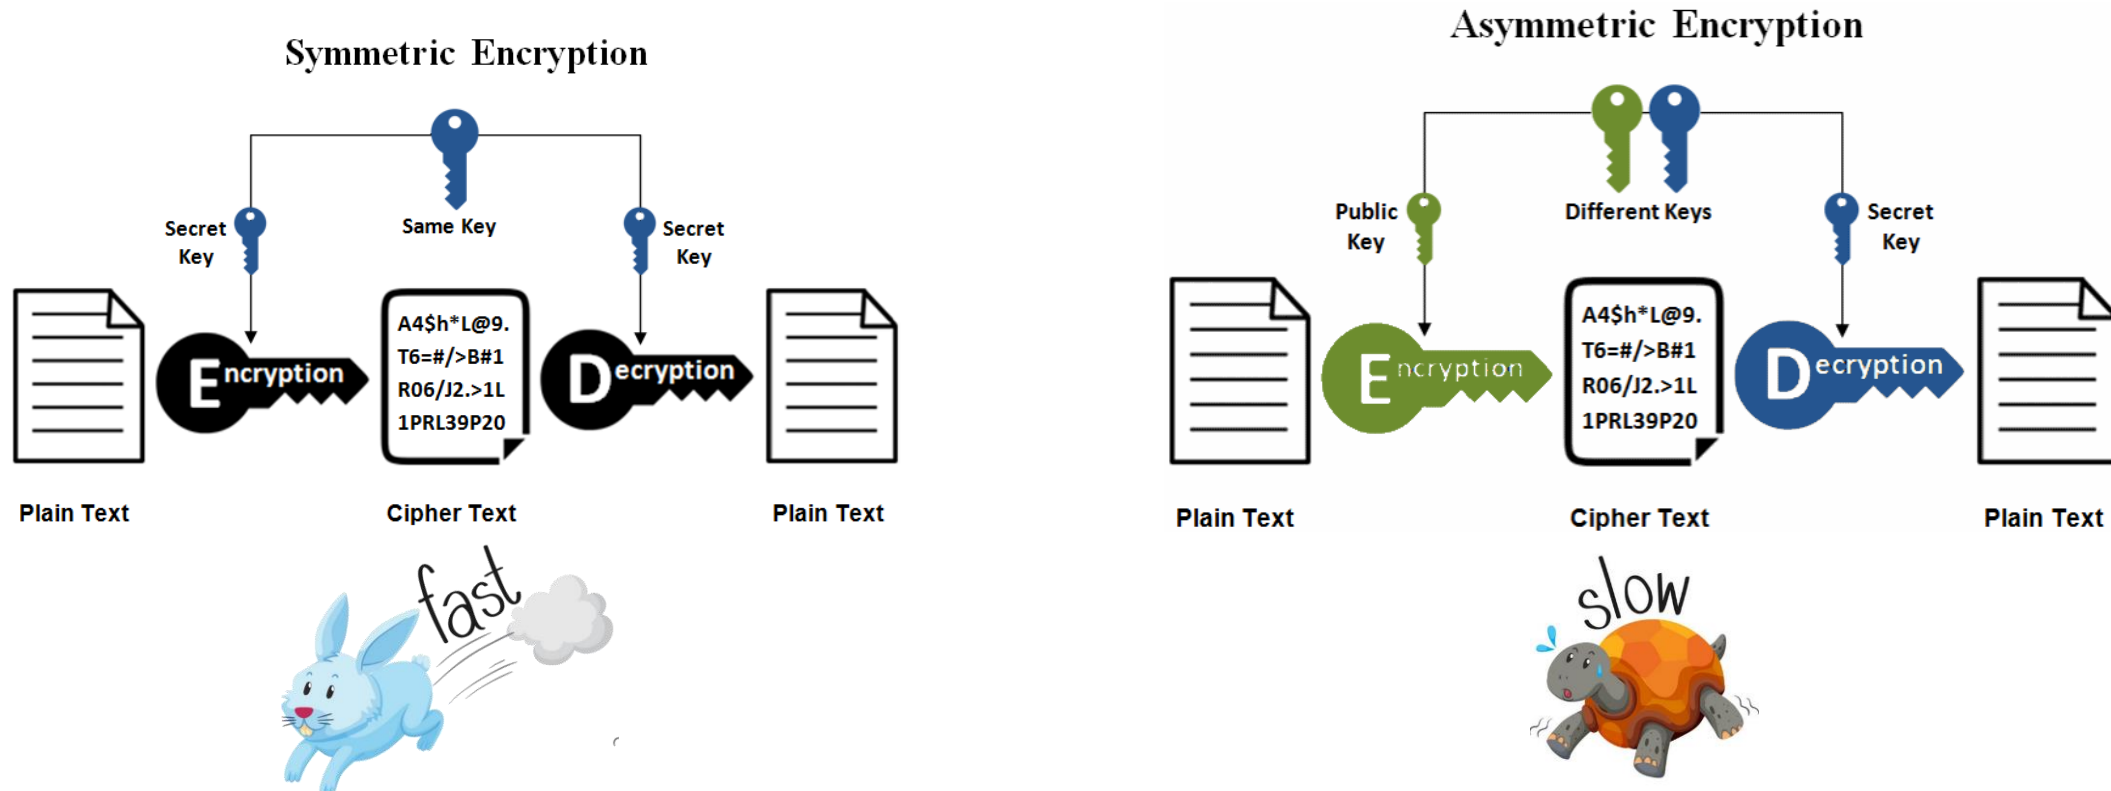 Symmetric Encryption
Secret
Key
Same Key
Secret
Key
Encryption
A4$h*L@9.
T6=#/>B#1
R06/J2.>1L
1PRL39P20
Decryption
Plain Text
Cipher Text
Plain Text
fast
Asymmetric Encryption
Public
Key
Different Keys
Secret
Key
Encryption
A4$h*L@9.
T6=#/>B#1
R06/J2.>1L
1PRL39P20
Decryption
Plain Text
Cipher Text
Plain Text
slow